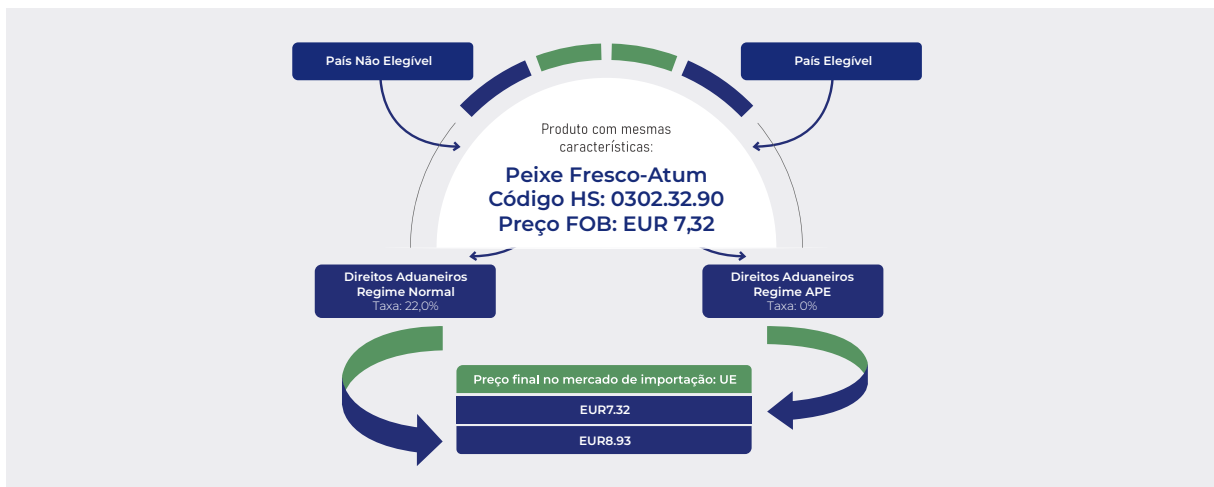 País Não Elegível
País Elegível
Produto com mesmas
características:
Peixe Fresco-Atum
Código HS: 0302.32.90
Preço FOB: EUR 7,32
Direitos Aduaneiros
Regime Normal
Taxa: 22,0%
Direitos Aduaneiros
Regime APE
Taxa: 0%
Preço final no mercado de importação: UE
EUR7.32
EUR8.93